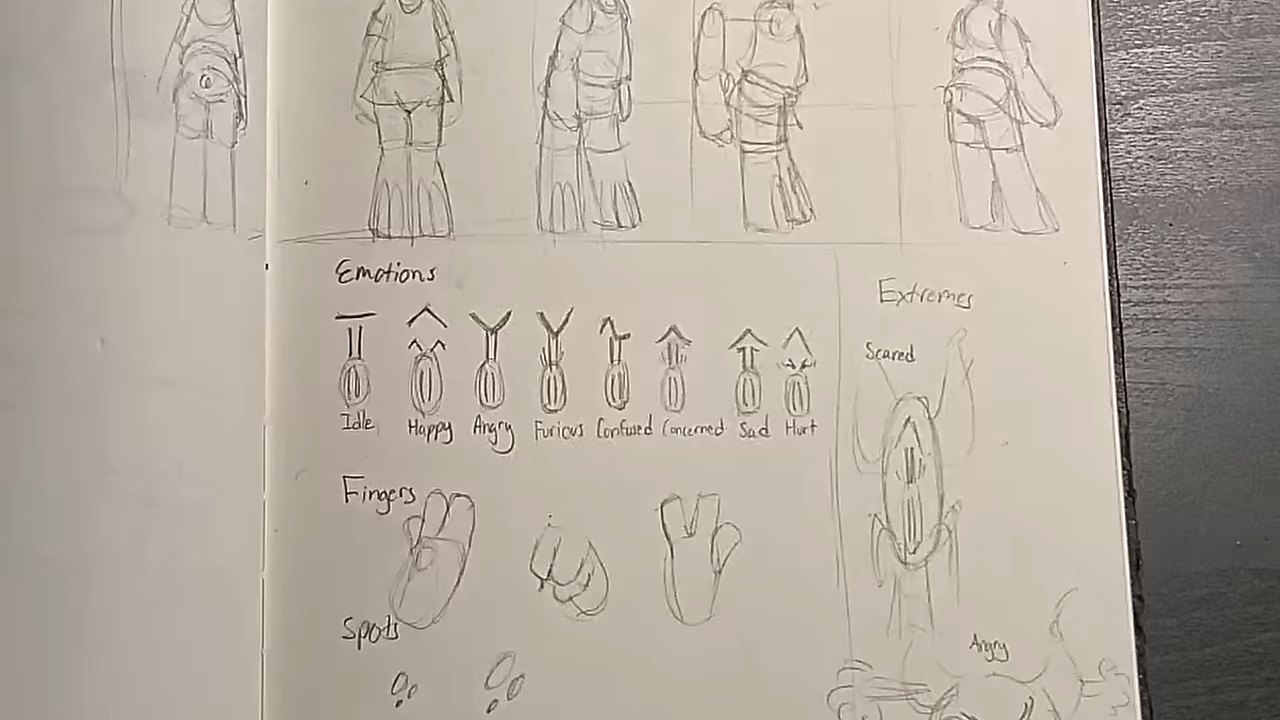 Emotions
Idle Happy Angry Furious Confused Concerned Sad Hurt
Fingers
Spots
Extremes
Scared
Angry